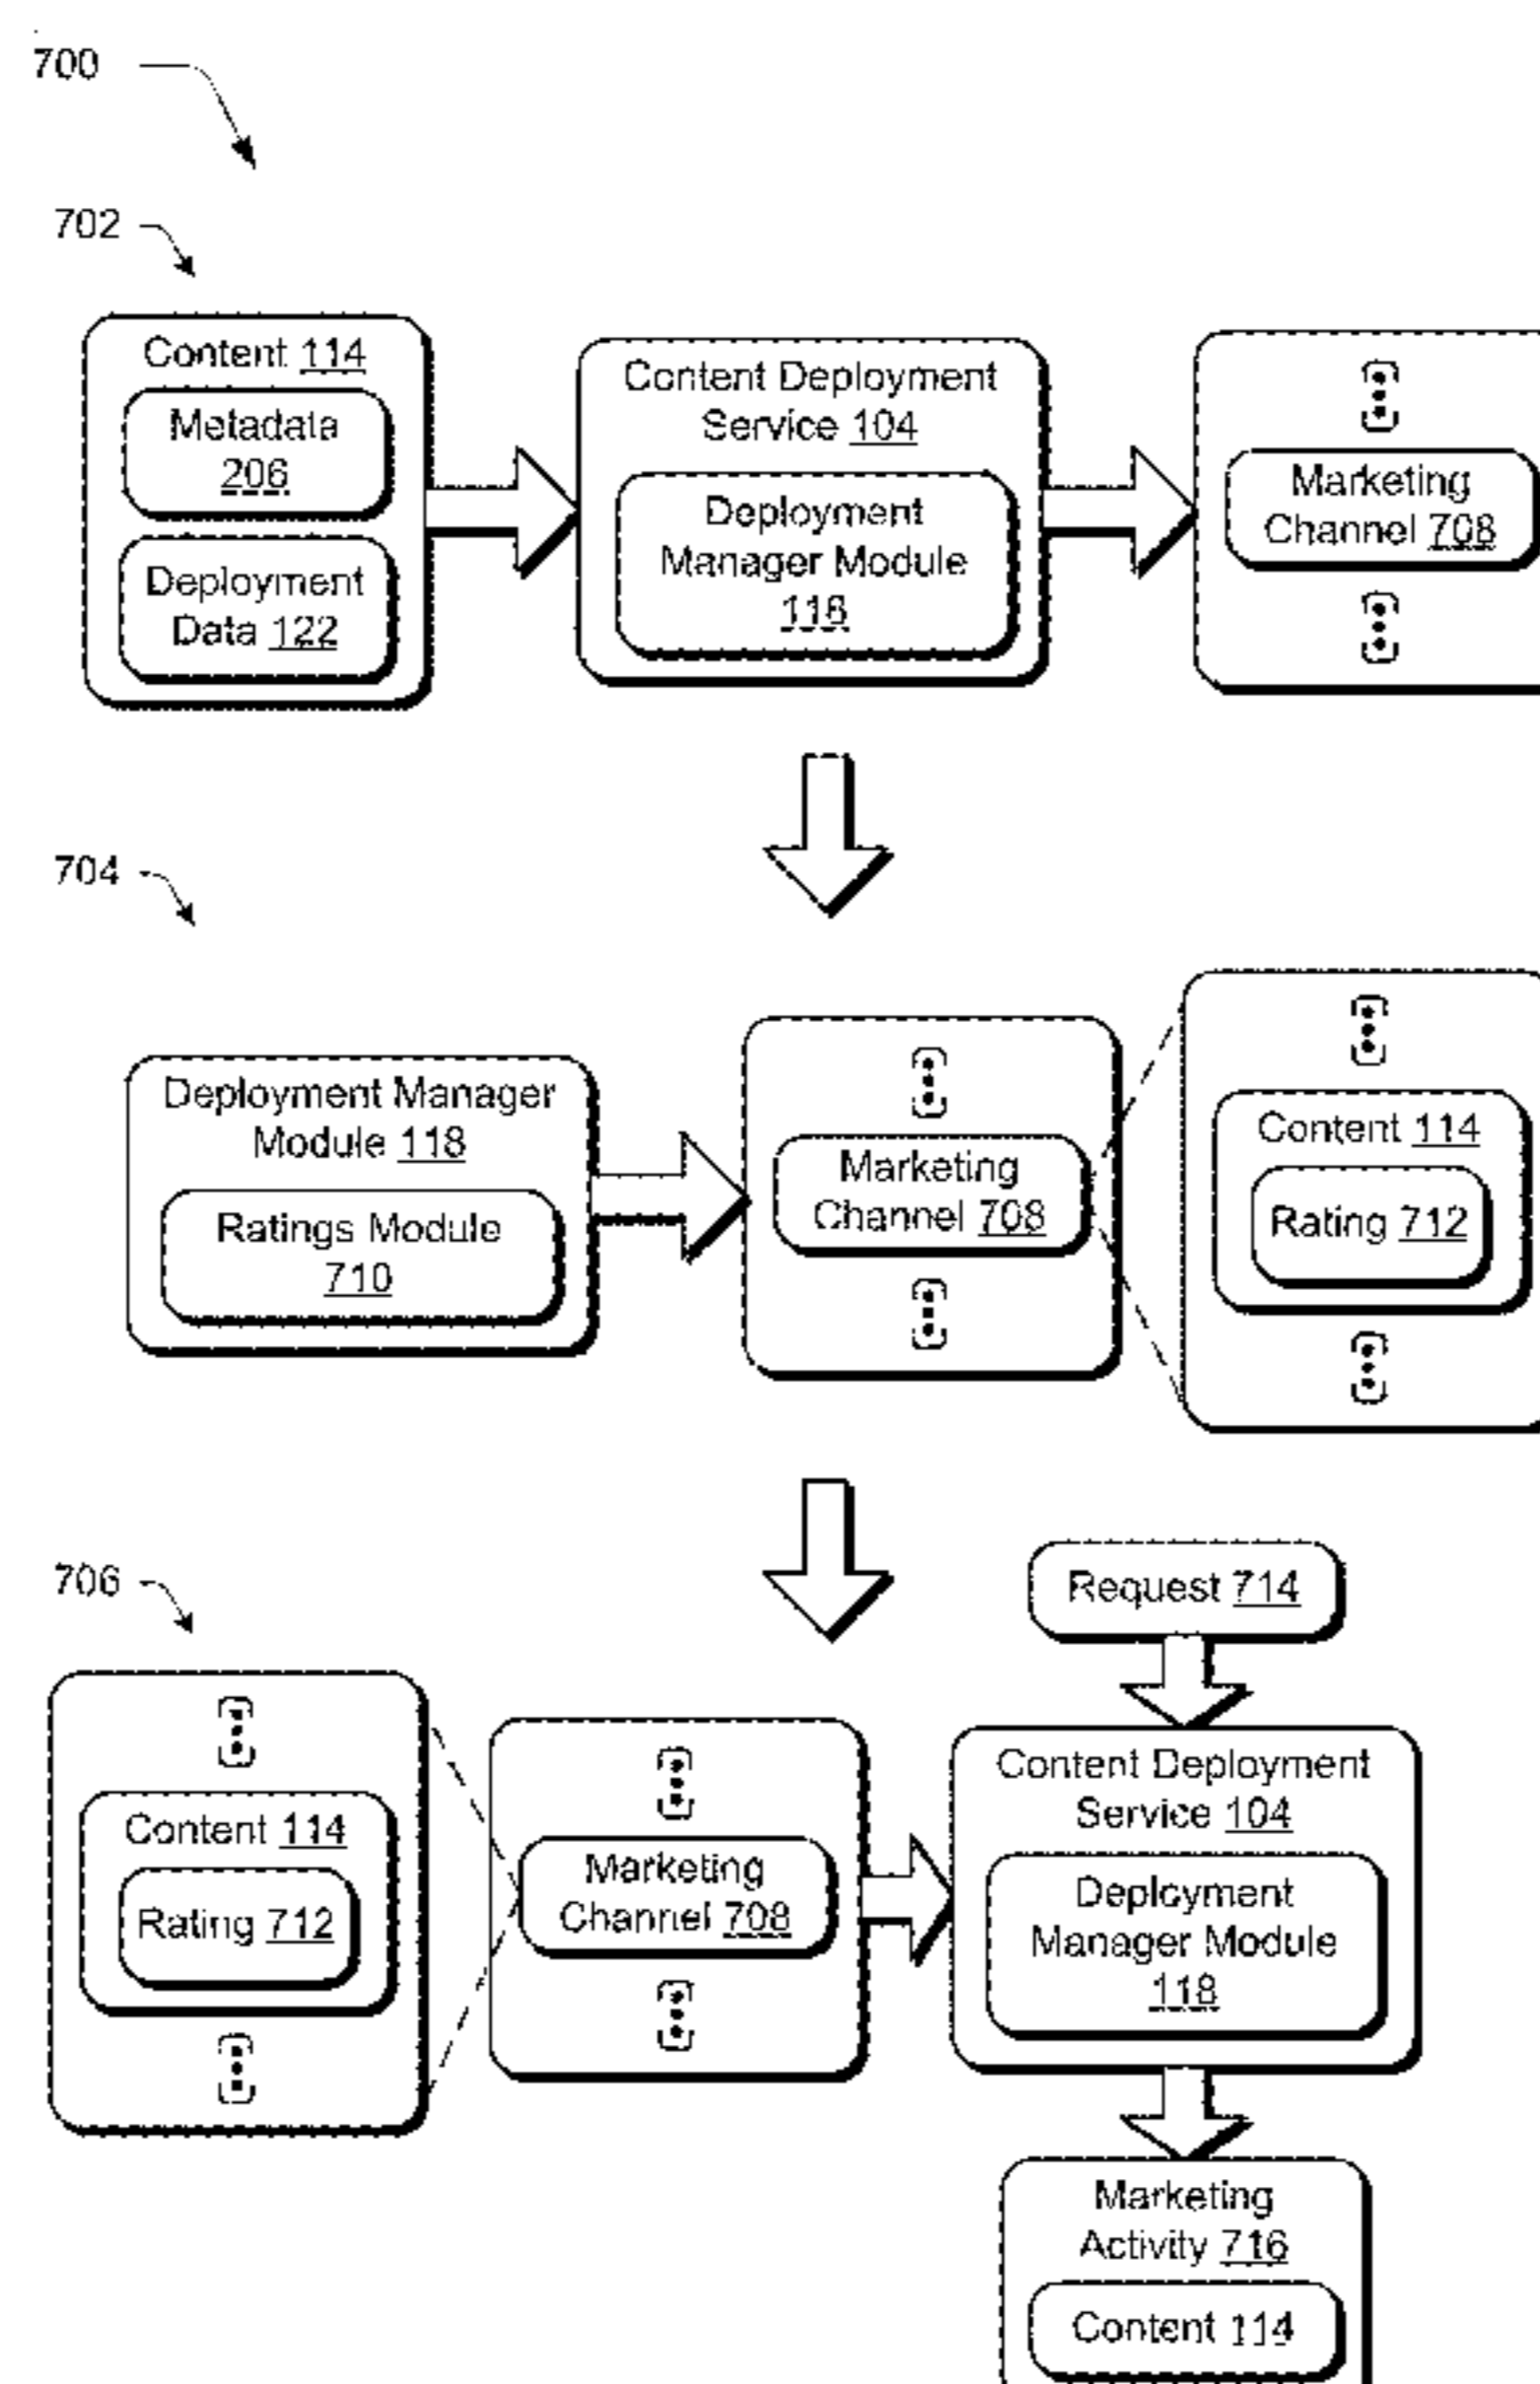 700
702
Content 114
Metadata
206
Deployment
Data 122
Content Deployment
Service 104
Deployment
Manager Module
118
Marketing
Channel 708
704
Deployment Manager
Module 118
Ratings Module
710
Marketing
Channel 708
Content 114
Rating 712
706
Request 714
Content 114
Rating 712
Marketing
Channel 708
Content Deployment
Service 104
Deployment
Manager Module
118
Marketing
Activity 716
Content 114